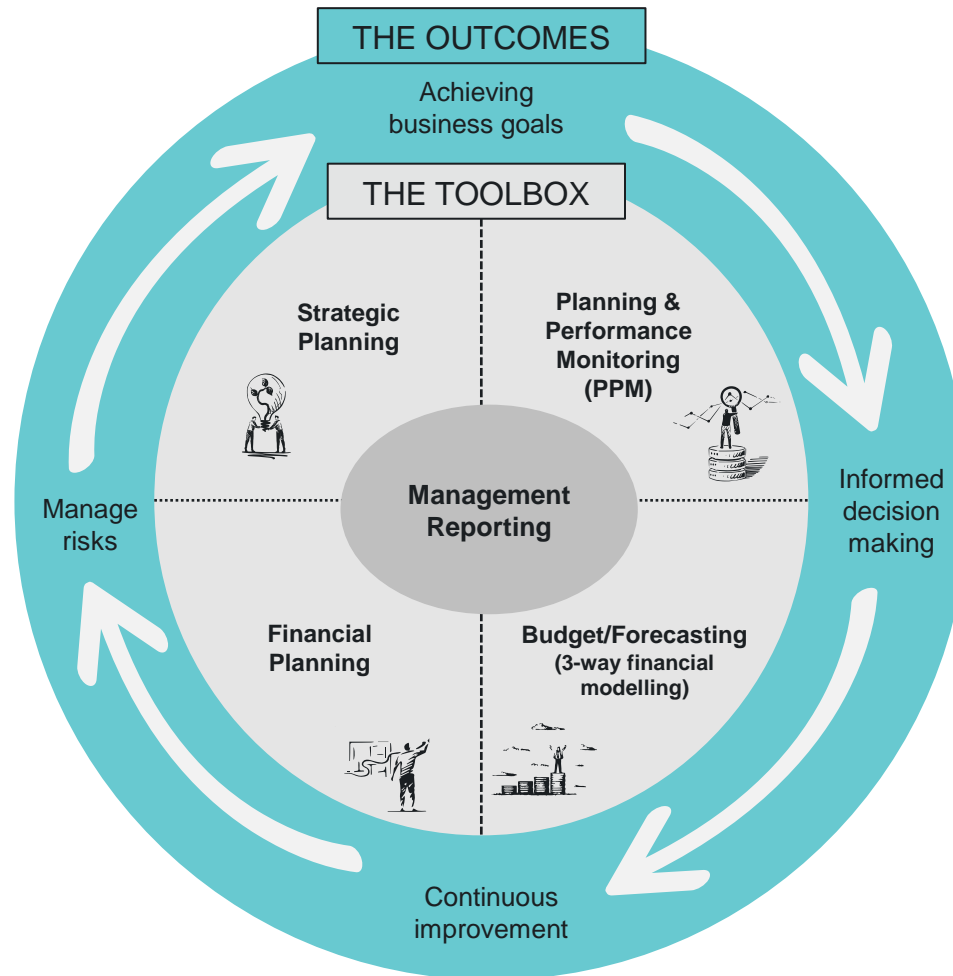 THE OUTCOMES
Achieving
business goals
THE TOOLBOX
Strategic
Planning
Planning &
Performance
Monitoring
(PPM)
Management
Reporting
Manage
risks
Informed
decision
making
Financial
Planning
Budget/Forecasting
(3-way financial
modelling)
Continuous
improvement